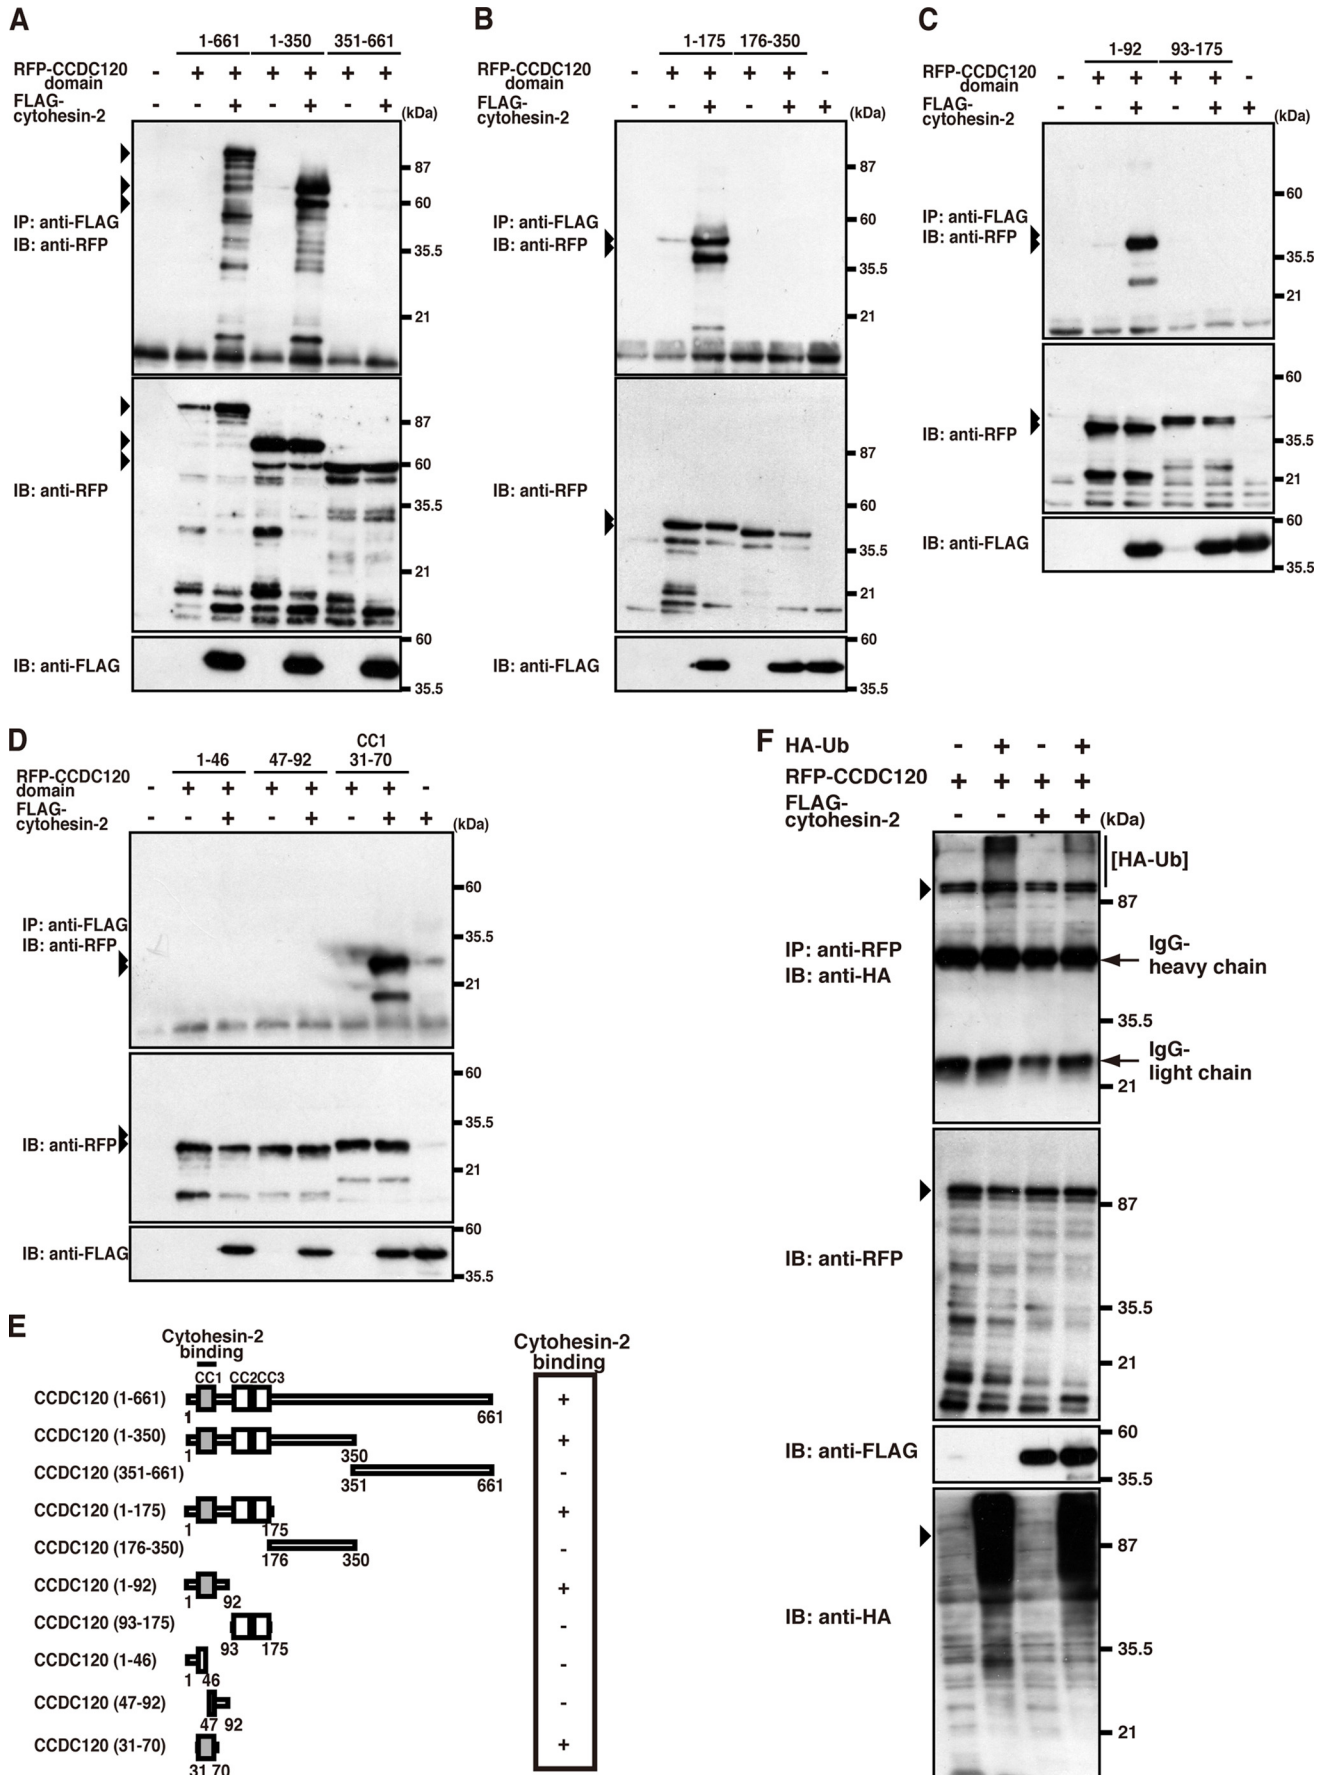 A
1-661 1-350 351-661
RFP-CCDC120 domain - + + + + + +
FLAG-cytohesin-2 - - + - + - + (kDa)
87
60
IP: anti-FLAG
IB: anti-RFP
35.5
21
87
60
IB: anti-RFP
35.5
21
60
IB: anti-FLAG
35.5
B
1-175 176-350
RFP-CCDC120 domain - + + + + -
FLAG-cytohesin-2 - - + - + + (kDa)
87
60
IP: anti-FLAG
IB: anti-RFP
35.5
21
87
IB: anti-RFP
60
35.5
21
60
IB: anti-FLAG
35.5
C
1-92 93-175
RFP-CCDC120 domain - + + + + -
FLAG-cytohesin-2 - - + - + + (kDa)
60
IP: anti-FLAG
IB: anti-RFP
35.5
21
60
IB: anti-RFP
35.5
21
60
IB: anti-FLAG
35.5
D
CC1
1-46 47-92 31-70
RFP-CCDC120 domain - + + + + + + -
FLAG-cytohesin-2 - - + - + - + + (kDa)
60
IP: anti-FLAG
IB: anti-RFP
35.5
21
60
35.5
IB: anti-RFP
21
60
IB: anti-FLAG
35.5
E
Cytohesin-2 binding
Cytohesin-2 binding
CC1 CC2CC3
CCDC120 (1-661) 1 661 +
CCDC120 (1-350) 1 350 +
CCDC120 (351-661) 351 661 -
CCDC120 (1-175) 1 175 +
CCDC120 (176-350) 176 350 -
CCDC120 (1-92) 1 92 +
CCDC120 (93-175) 93 175 -
CCDC120 (1-46) 1 46 -
CCDC120 (47-92) 47 92 -
CCDC120 (31-70) 31 70 +
F
HA-Ub - + - +
RFP-CCDC120 + + + +
FLAG-cytohesin-2 - - + + (kDa)
[HA-Ub]
87
IP: anti-RFP
IB: anti-HA
IgG-heavy chain
35.5
IgG-light chain
21
87
IB: anti-RFP
35.5
21
60
IB: anti-FLAG
35.5
87
IB: anti-HA
35.5
21